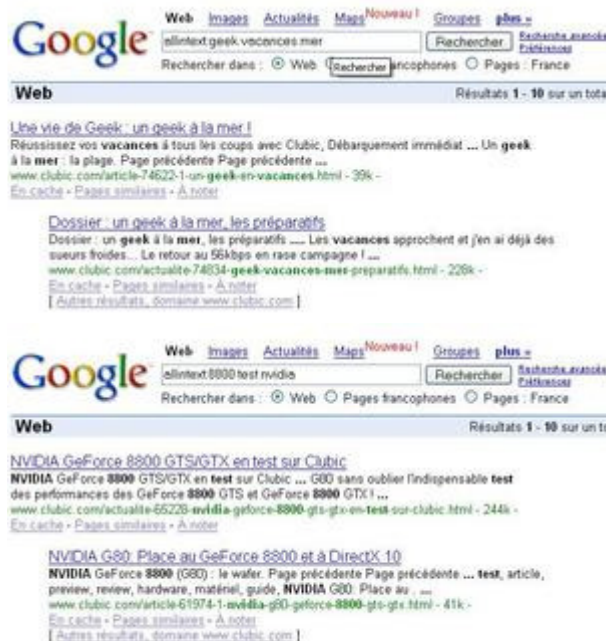 Web Images Actualités Maps Nouveau ! Groupes plus »
Google allintext:geek vacances mer Rechercher Recherche avancée
Préférences
Rechercher dans : Web Rechercher ancophones Pages : France
Web Résultats 1 - 10 sur un tota
Une vie de Geek : un geek à la mer !
Réussissez vos vacances à tous les coups avec Clubic, Débarquement immédiat ... Un geek
à la mer : la plage. Page précédente Page précédente ...
www.clubic.com/article-74622-1-un-geek-en-vacances.html - 39k -
En cache - Pages similaires - À noter
Dossier : un geek à la mer, les préparatifs
Dossier : un geek à la mer, les préparatifs .... Les vacances approchent et j'en ai déjà des
sueurs froides... Le retour au 56kbps en rase campagne ! ...
www.clubic.com/actualite-74834-geek-vacances-mer-preparatifs.html - 228k -
En cache - Pages similaires - À noter
[ Autres résultats, domaine www.clubic.com ]
Web Images Actualités Maps Nouveau ! Groupes plus »
Google allintext:8800 test nvidia Rechercher Recherche avancée
Préférences
Rechercher dans : Web Pages francophones Pages : France
Web Résultats 1 - 10 sur un to
NVIDIA GeForce 8800 GTS/GTX en test sur Clubic
NVIDIA GeForce 8800 GTS/GTX en test sur Clubic ... G80 sans oublier l'indispensable test
des performances des GeForce 8800 GTS et GeForce 8800 GTX ! ...
www.clubic.com/actualite-65228-nvidia-geforce-8800-gts-gtx-en-test-sur-clubic.html - 244k -
En cache - Pages similaires - À noter
NVIDIA G80: Place au GeForce 8800 et à DirectX 10
NVIDIA GeForce 8800 (G80) : le wafer. Page précédente Page précédente ... test, article,
preview, review, hardware, matériel, guide, NVIDIA G80: Place au . ...
www.clubic.com/article-61974-1-nvidia-g80-geforce-8800-gts-gtx.html - 41k -
En cache - Pages similaires - À noter
[ Autres résultats, domaine www.clubic.com ]